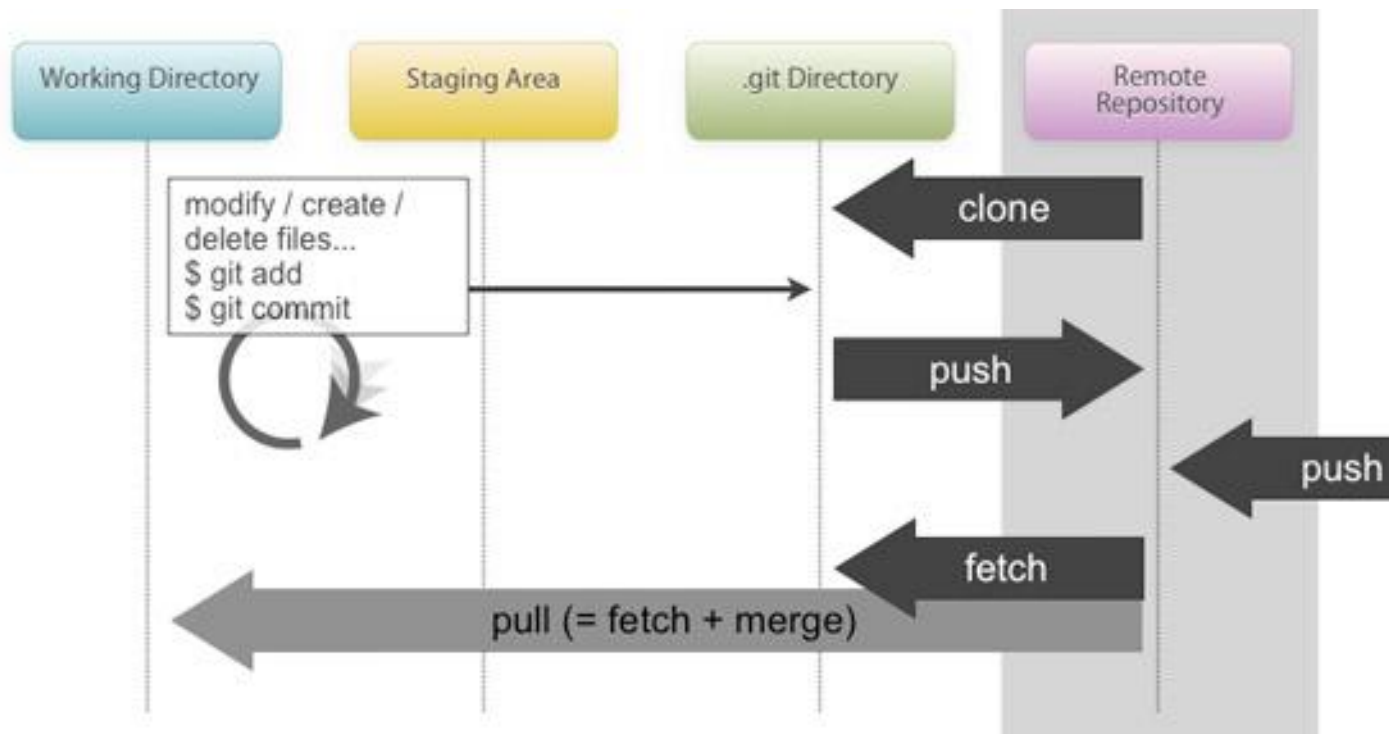 Working Directory
Staging Area
.git Directory
Remote
Repository
modify / create /
delete files...
$ git add
$ git commit
clone
push
push
fetch
pull (= fetch + merge)